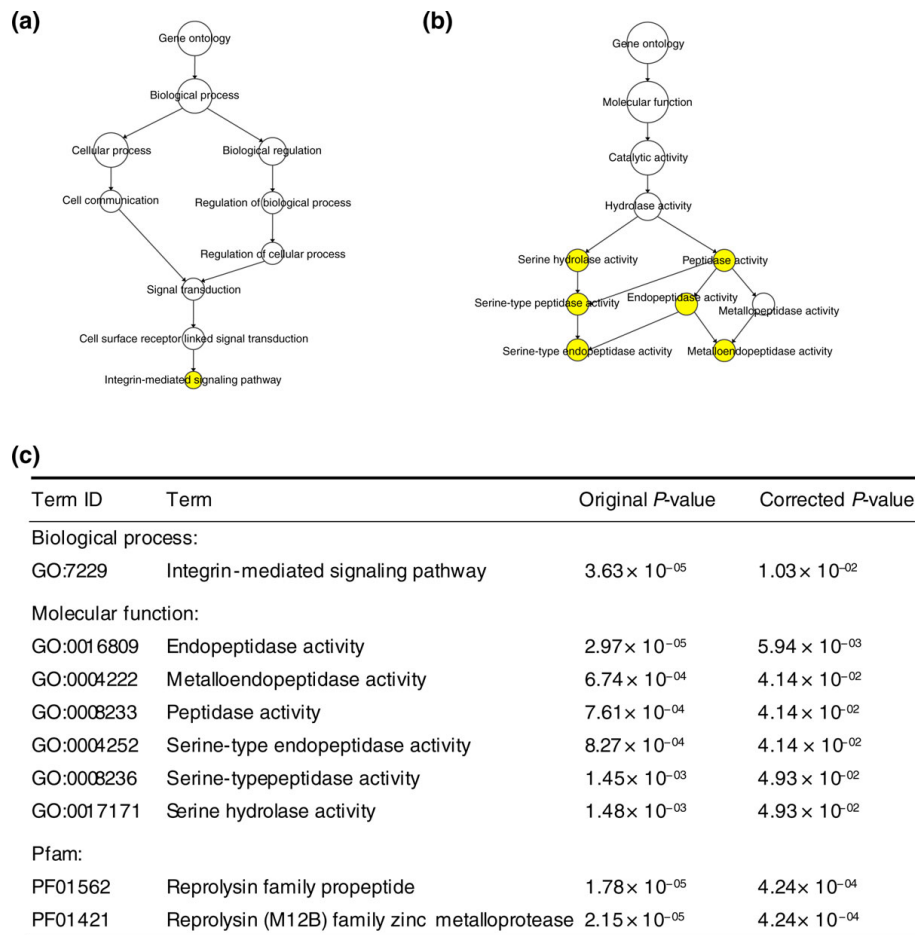 (a)
Gene ontology
Biological process
Cellular process
Biological regulation
Cell communication
Regulation of biological process
Regulation of cellular process
Signal transduction
Cell surface receptor linked signal transduction
Integrin-mediated signaling pathway
(b)
Gene ontology
Molecular function
Catalytic activity
Hydrolase activity
Serine hydrolase activity
Peptidase activity
Serine-type peptidase activity
Endopeptidase activity
Metallopeptidase activity
Serine-type endopeptidase activity
Metalloendopeptidase activity
(c)
Term ID Term Original P-value Corrected P-value
Biological process:
GO:7229 Integrin-mediated signaling pathway 3.63 × 10⁻⁰⁵ 1.03 × 10⁻⁰²
Molecular function:
GO:0016809 Endopeptidase activity 2.97 × 10⁻⁰⁵ 5.94 × 10⁻⁰³
GO:0004222 Metalloendopeptidase activity 6.74 × 10⁻⁰⁴ 4.14 × 10⁻⁰²
GO:0008233 Peptidase activity 7.61 × 10⁻⁰⁴ 4.14 × 10⁻⁰²
GO:0004252 Serine-type endopeptidase activity 8.27 × 10⁻⁰⁴ 4.14 × 10⁻⁰²
GO:0008236 Serine-typepeptidase activity 1.45 × 10⁻⁰³ 4.93 × 10⁻⁰²
GO:0017171 Serine hydrolase activity 1.48 × 10⁻⁰³ 4.93 × 10⁻⁰²
Pfam:
PF01562 Reprolysin family propeptide 1.78 × 10⁻⁰⁵ 4.24 × 10⁻⁰⁴
PF01421 Reprolysin (M12B) family zinc metalloprotease 2.15 × 10⁻⁰⁵ 4.24 × 10⁻⁰⁴